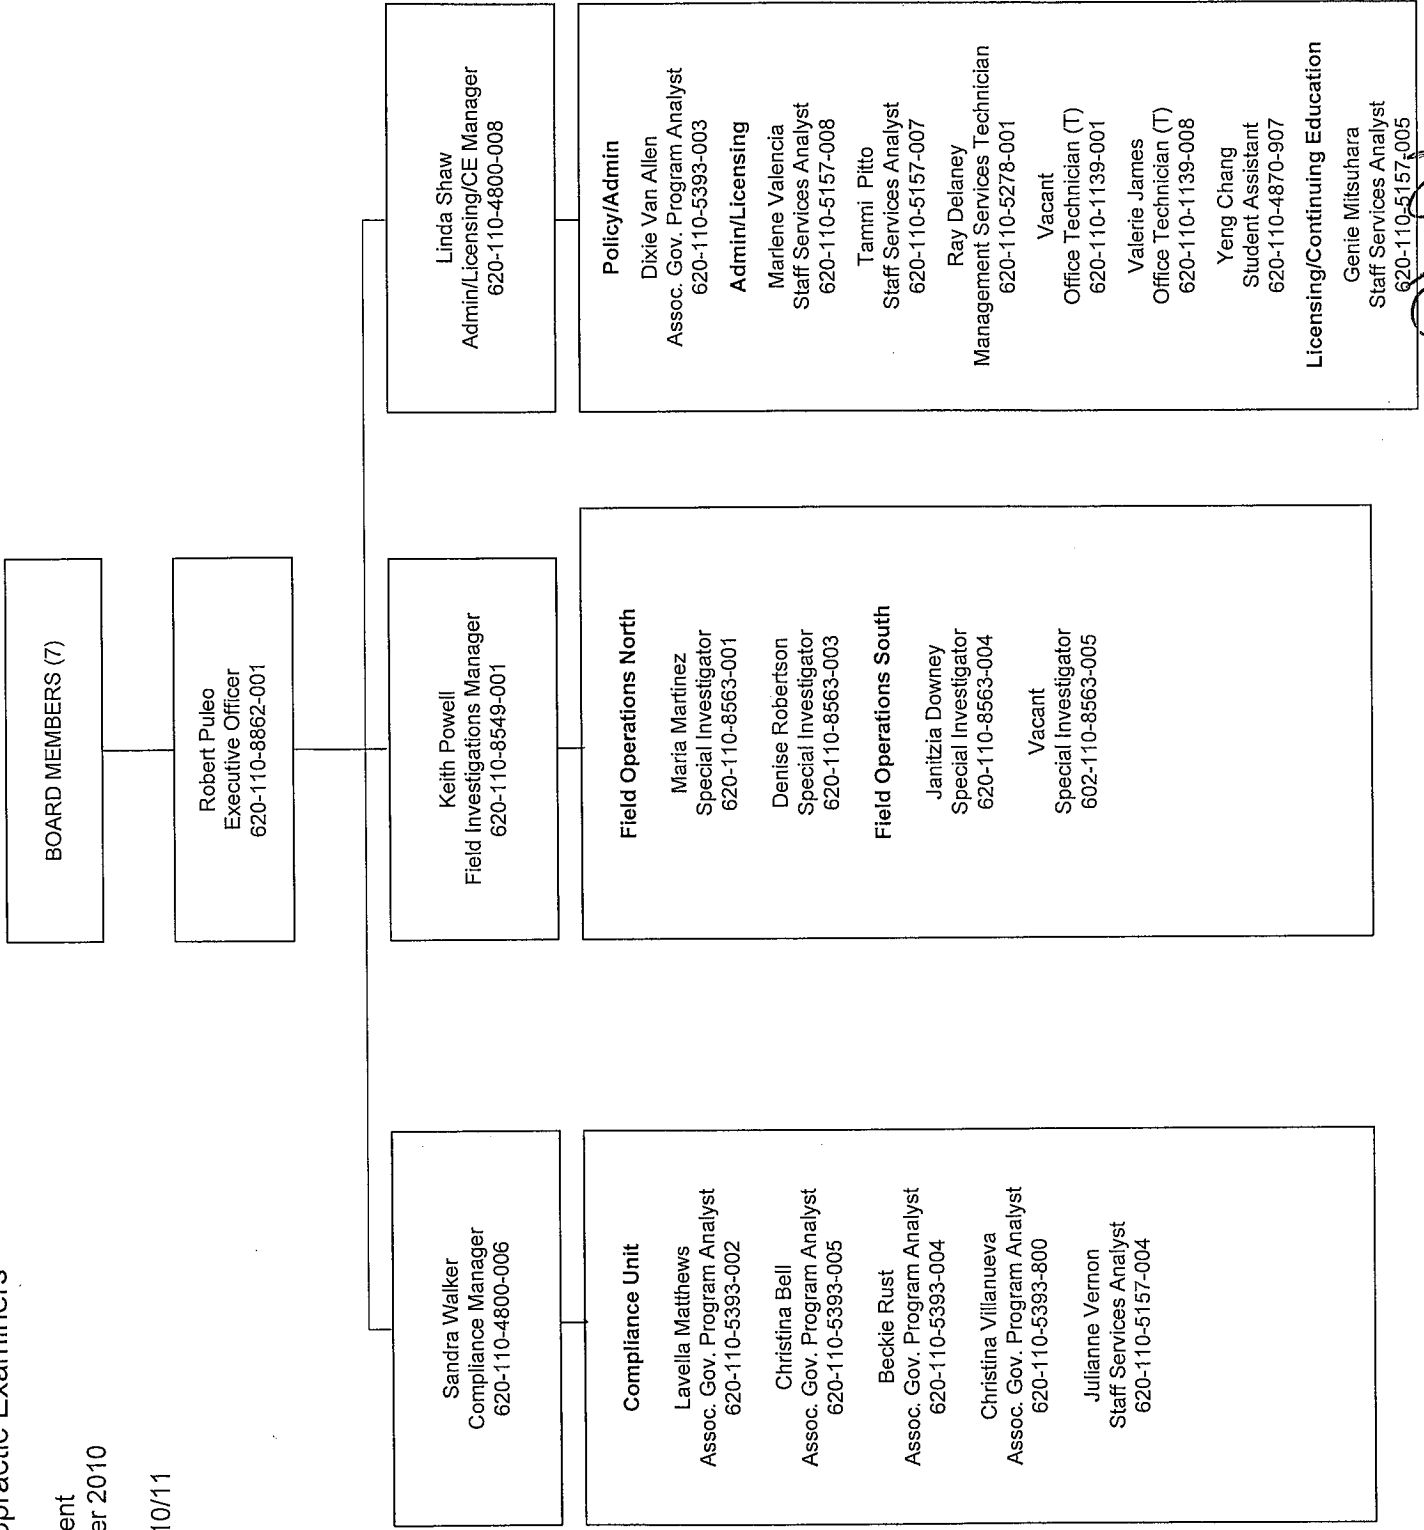 opractic Examiners
ent
er 2010
10/11
BOARD MEMBERS (7)
Robert Puleo
Executive Officer
620-110-8862-001
Sandra Walker
Compliance Manager
620-110-4800-006
Compliance Unit
Lavella Matthews
Assoc. Gov. Program Analyst
620-110-5393-002
Christina Bell
Assoc. Gov. Program Analyst
620-110-5393-005
Beckie Rust
Assoc. Gov. Program Analyst
620-110-5393-004
Christina Villanueva
Assoc. Gov. Program Analyst
620-110-5393-800
Julianne Vernon
Staff Services Analyst
620-110-5157-004
Keith Powell
Field Investigations Manager
620-110-8549-001
Field Operations North
Maria Martinez
Special Investigator
620-110-8563-001
Denise Robertson
Special Investigator
620-110-8563-003
Field Operations South
Janitzia Downey
Special Investigator
620-110-8563-004
Vacant
Special Investigator
602-110-8563-005
Linda Shaw
Admin/Licensing/CE Manager
620-110-4800-008
Policy/Admin
Dixie Van Allen
Assoc. Gov. Program Analyst
620-110-5393-003
Admin/Licensing
Marlene Valencia
Staff Services Analyst
620-110-5157-008
Tammi Pitto
Staff Services Analyst
620-110-5157-007
Ray Delaney
Management Services Technician
620-110-5278-001
Vacant
Office Technician (T)
620-110-1139-001
Valerie James
Office Technician (T)
620-110-1139-008
Yeng Chang
Student Assistant
620-110-4870-907
Licensing/Continuing Education
Genie Mitsuhara
Staff Services Analyst
620-110-5157-005